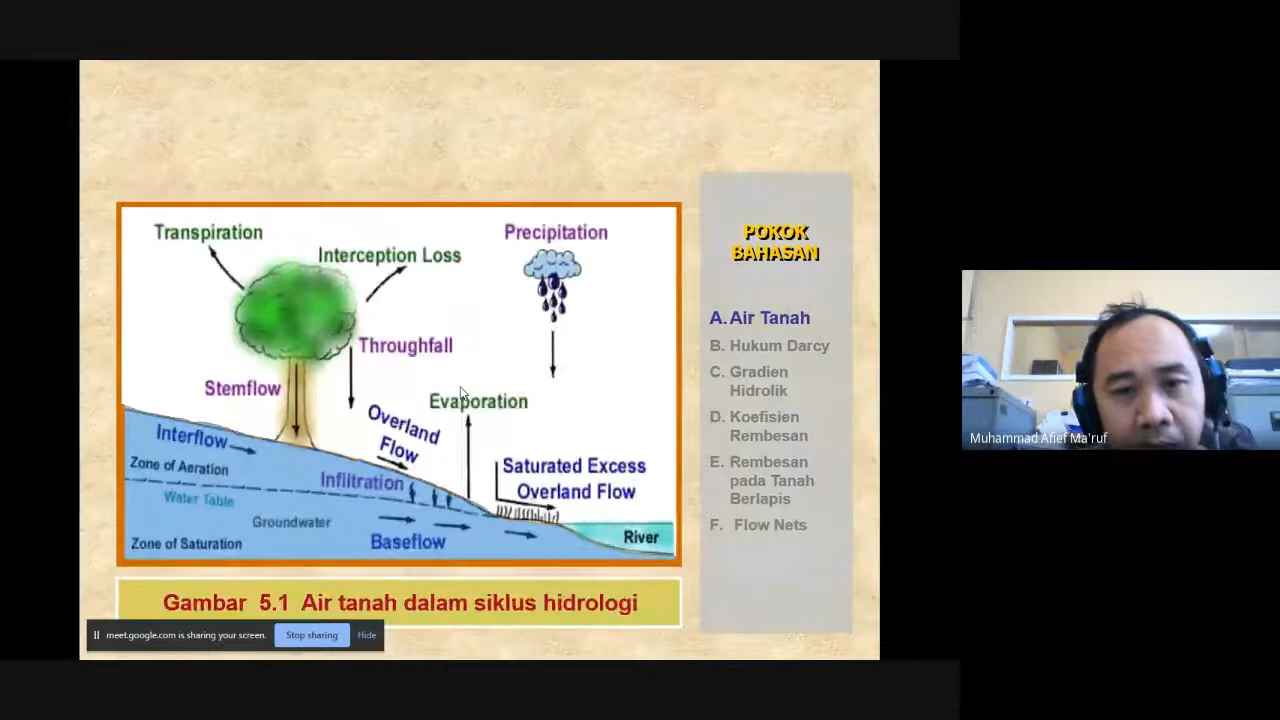 Transpiration
Interception Loss
Precipitation
Throughfall
Stemflow
Evaporation
Overland
Flow
Interflow
Zone of Aeration
Infiltration
Saturated Excess
Overland Flow
Water Table
Groundwater
Baseflow
Zone of Saturation
River
Gambar 5.1 Air tanah dalam siklus hidrologi
POKOK
BAHASAN
A. Air Tanah
B. Hukum Darcy
C. Gradien
Hidrolik
D. Koefisien
Rembesan
E. Rembesan
pada Tanah
Berlapis
F. Flow Nets
meet.google.com is sharing your screen.
Stop sharing
Hide
Muhammad Afief Ma'ruf